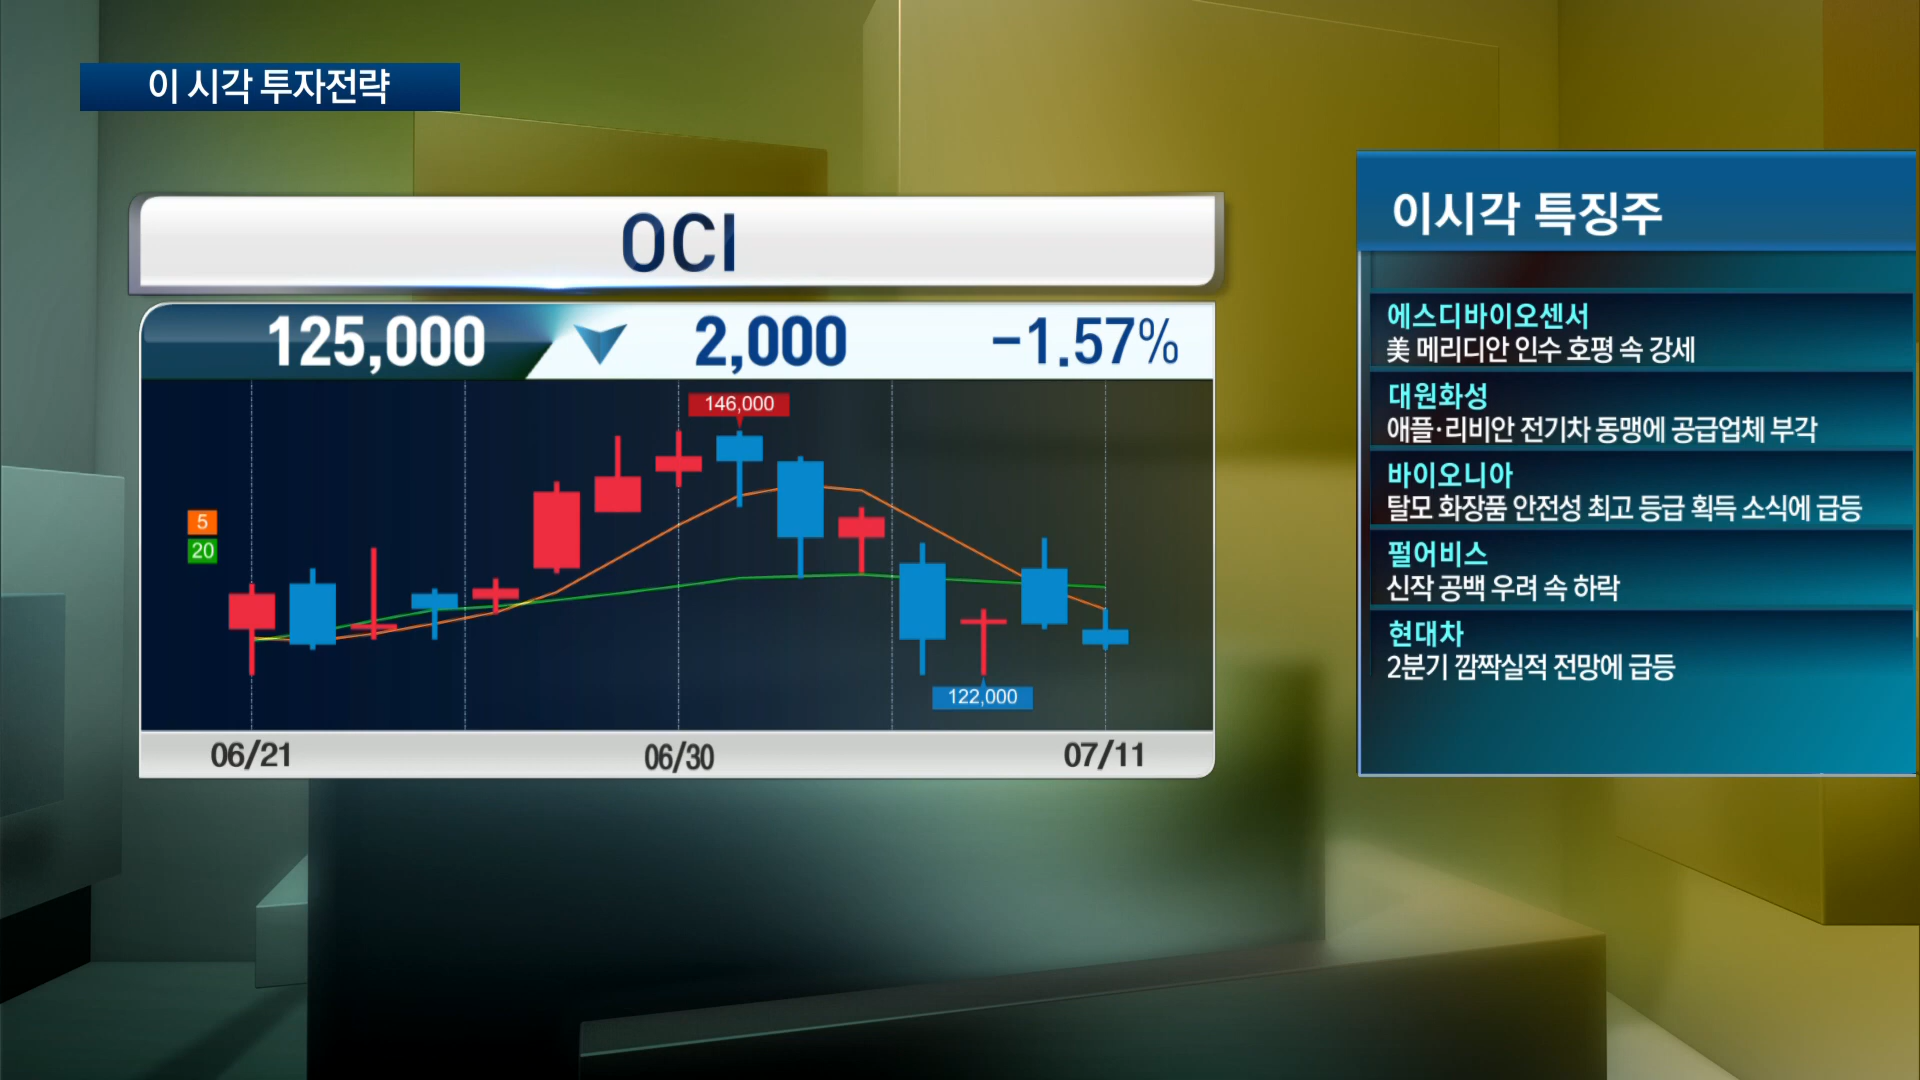 이 시각 투자전략
OCI
125,000 2,000 -1.57%
146,000
5
20
122,000
06/21 06/30 07/11
이시각 특징주
에스디바이오센서
美 메리디안 인수 호평 속 강세
대원화성
애플·리비안 전기차 동맹에 공급업체 부각
바이오니아
탈모 화장품 안전성 최고 등급 획득 소식에 급등
펄어비스
신작 공백 우려 속 하락
현대차
2분기 깜짝실적 전망에 급등